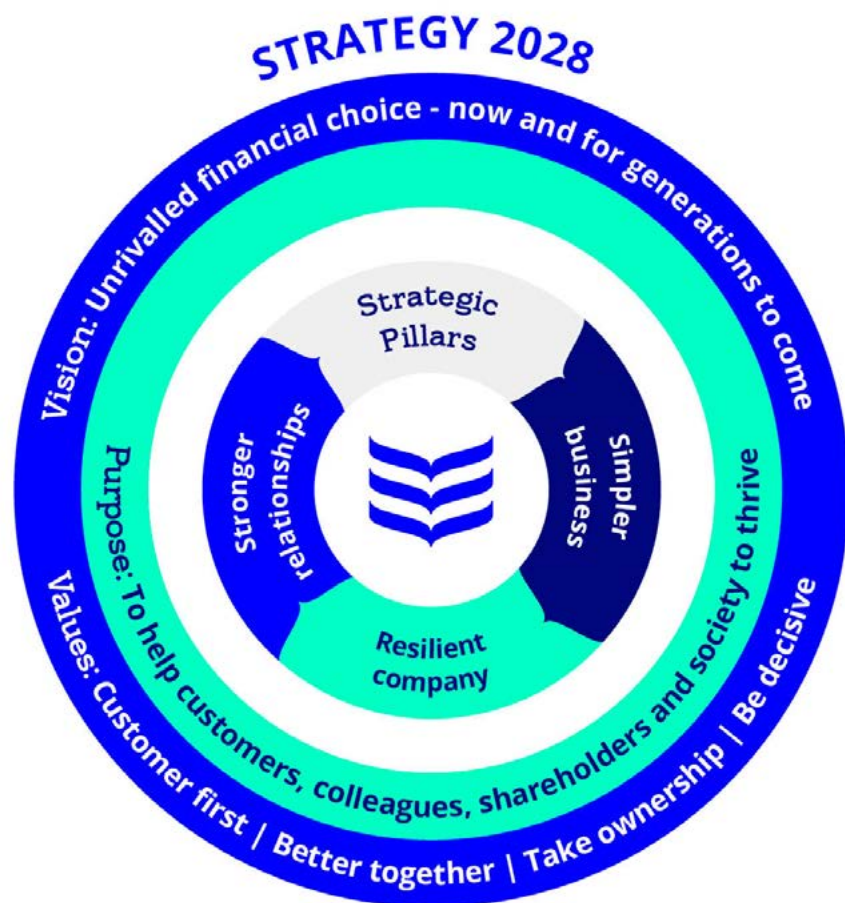 STRATEGY 2028
Vision: Unrivalled financial choice - now and for generations to come
Purpose: To help customers, colleagues, shareholders and society to thrive
Values: Customer first | Better together | Take ownership | Be decisive
Strategic
Pillars
Stronger
relationships
Simpler
business
Resilient
company